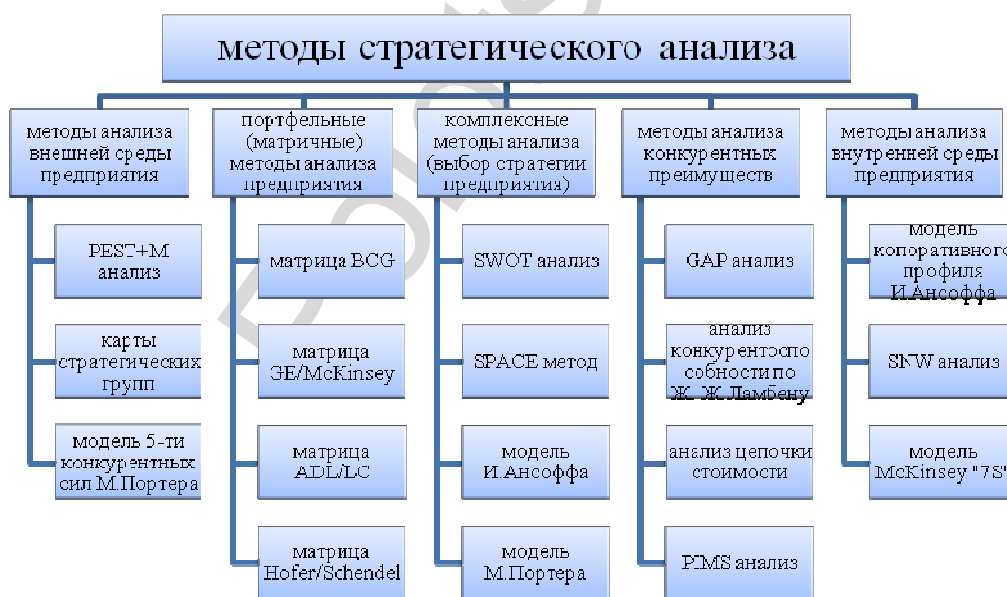 методы стратегического анализа
методы анализа
внешней среды
предприятия
PEST+M
анализ
карты
стратегических
групп
модель 5-ти
конкурентных
сил М.Портера
портфельные
(матричные)
методы анализа
предприятия
матрица BCG
матрица
GE/McKinsey
матрица
ADL/LC
матрица
Hofer/Schendel
комплексные
методы анализа
(выбор стратегии
предприятия)
SWOT анализ
SPACE метод
модель
И.Ансоффа
модель
М.Портера
методы анализа
конкурентных
преимуществ
GAP анализ
анализ
конкурентоспо
собности по
Ж.-Ж.Ламбену
анализ цепочки
стоимости
PIMS анализ
методы анализа
внутренней среды
предприятия
модель
копоративного
профиля
И.Ансоффа
SNW анализ
модель
McKinsey "7S"